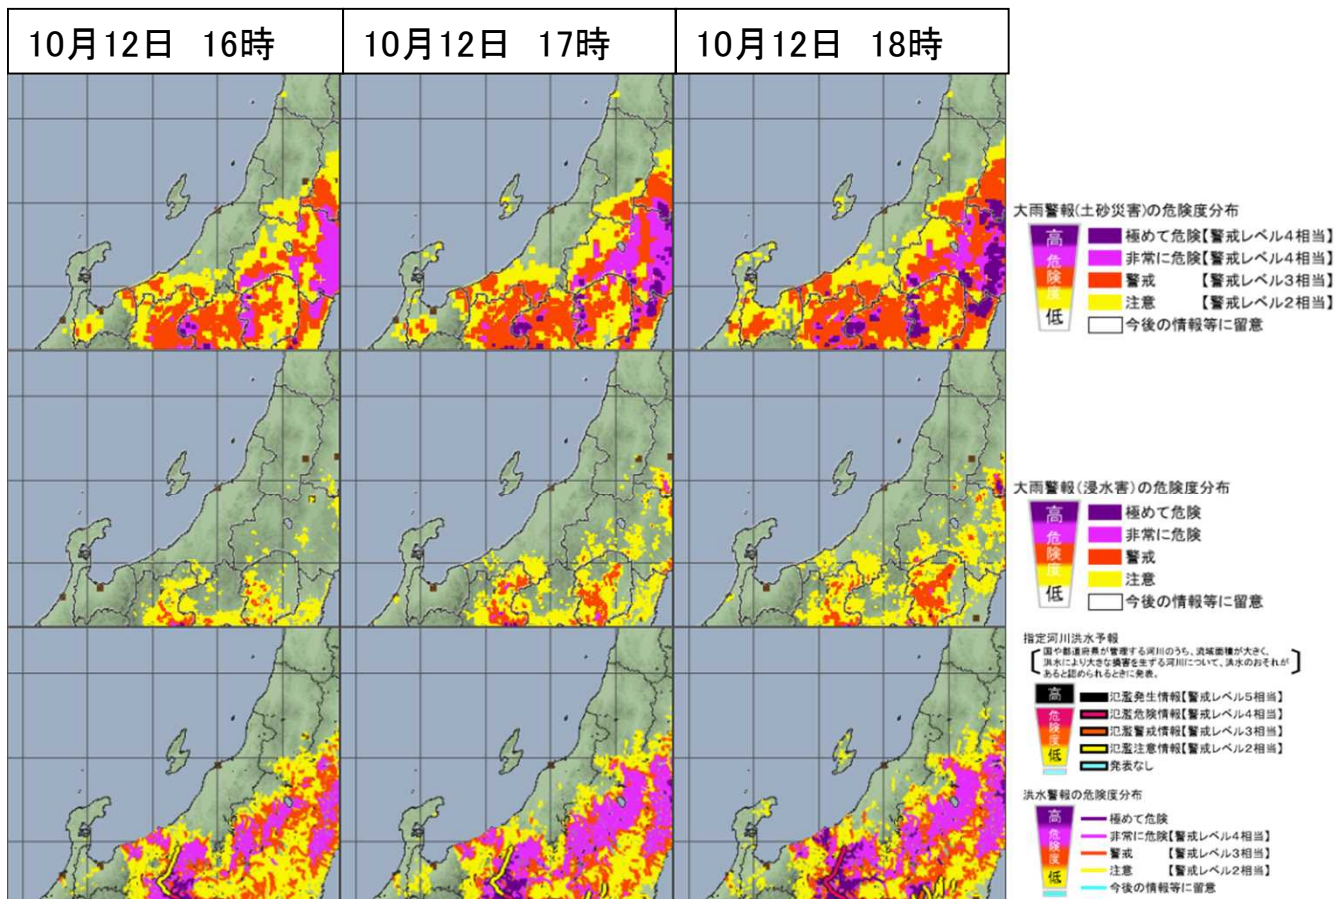 10月12日 16時
10月12日 17時
10月12日 18時
大雨警報(土砂災害)の危険度分布
高
危険度
低
極めて危険【警戒レベル4相当】
非常に危険【警戒レベル4相当】
警戒 【警戒レベル3相当】
注意 【警戒レベル2相当】
今後の情報等に留意
大雨警報(浸水害)の危険度分布
高
危険度
低
極めて危険
非常に危険
警戒
注意
今後の情報等に留意
指定河川洪水予報
国や都道府県が管理する河川のうち、流域面積が大きく、
洪水により大きな損害を生ずる河川について、洪水のおそれが
あると認められるときに発表。
高
危険度
低
氾濫発生情報【警戒レベル5相当】
氾濫危険情報【警戒レベル4相当】
氾濫警戒情報【警戒レベル3相当】
氾濫注意情報【警戒レベル2相当】
発表なし
洪水警報の危険度分布
高
危険度
低
極めて危険
非常に危険【警戒レベル4相当】
警戒 【警戒レベル3相当】
注意 【警戒レベル2相当】
今後の情報等に留意